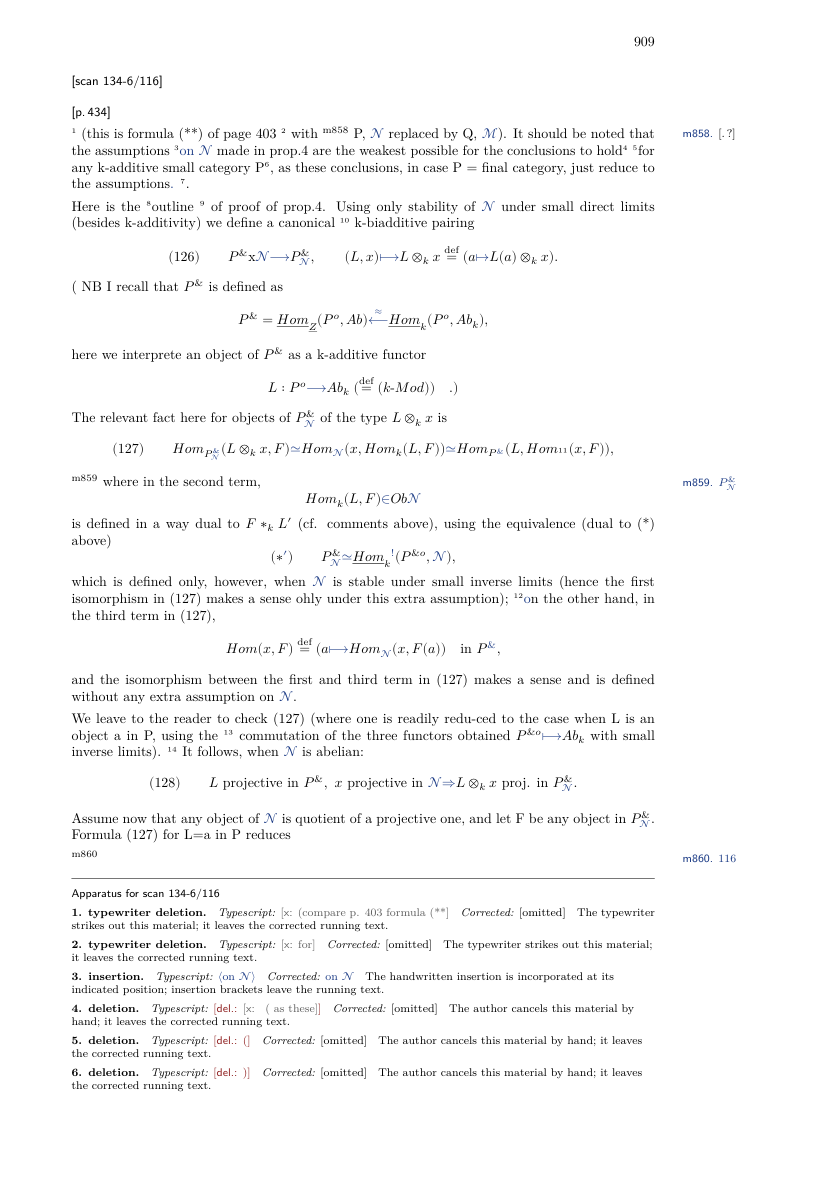 909
[scan 134-6/116]
[p. 434]
¹ (this is formula (**) of page 403 ² with ᵐ⁸⁵⁸ P, 𝒩 replaced by Q, ℳ). It should be noted that
m858. [. ?]
the assumptions ³on 𝒩 made in prop.4 are the weakest possible for the conclusions to hold⁴ ⁵for
any k-additive small category P⁶, as these conclusions, in case P = final category, just reduce to
the assumptions. ⁷.
Here is the ⁸outline ⁹ of proof of prop.4. Using only stability of 𝒩 under small direct limits
(besides k-additivity) we define a canonical ¹⁰ k-biadditive pairing
(126) P^& x𝒩⟶P^&_𝒩, (L, x)⟼L ⊗_k x ≝ (a↦L(a) ⊗_k x).
( NB I recall that P^& is defined as
P^& = Hom_Z(P^o, Ab) ⟵^≈ Hom_k(P^o, Ab_k),
here we interprete an object of P^& as a k-additive functor
L : P^o⟶Ab_k (≝ (k-Mod)) .)
The relevant fact here for objects of P^&_𝒩 of the type L ⊗_k x is
(127) Hom_{P^&_𝒩}(L ⊗_k x, F)≃Hom_𝒩(x, Hom_k(L, F))≃Hom_{P^&}(L, Hom¹¹(x, F)),
ᵐ⁸⁵⁹ where in the second term,
m859. P^&_𝒩
Hom_k(L, F)∈Ob𝒩
is defined in a way dual to F ∗_k L′ (cf. comments above), using the equivalence (dual to (*)
above)
(∗′) P^&_𝒩≃Hom_k^!(P^{&o}, 𝒩),
which is defined only, however, when 𝒩 is stable under small inverse limits (hence the first
isomorphism in (127) makes a sense ohly under this extra assumption); ¹²on the other hand, in
the third term in (127),
Hom(x, F) ≝ (a⟼Hom_𝒩(x, F(a)) in P^&,
and the isomorphism between the first and third term in (127) makes a sense and is defined
without any extra assumption on 𝒩.
We leave to the reader to check (127) (where one is readily redu-ced to the case when L is an
object a in P, using the ¹³ commutation of the three functors obtained P^{&o}⟼Ab_k with small
inverse limits). ¹⁴ It follows, when 𝒩 is abelian:
(128) L projective in P^&, x projective in 𝒩⇒L ⊗_k x proj. in P^&_𝒩.
Assume now that any object of 𝒩 is quotient of a projective one, and let F be any object in P^&_𝒩.
Formula (127) for L=a in P reduces
ᵐ⁸⁶⁰
m860. 116
Apparatus for scan 134-6/116
1. typewriter deletion. Typescript: [x: (compare p. 403 formula (**] Corrected: [omitted] The typewriter
strikes out this material; it leaves the corrected running text.
2. typewriter deletion. Typescript: [x: for] Corrected: [omitted] The typewriter strikes out this material;
it leaves the corrected running text.
3. insertion. Typescript: ⟨on 𝒩⟩ Corrected: on 𝒩 The handwritten insertion is incorporated at its
indicated position; insertion brackets leave the running text.
4. deletion. Typescript: [del.: [x: ( as these]] Corrected: [omitted] The author cancels this material by
hand; it leaves the corrected running text.
5. deletion. Typescript: [del.: (] Corrected: [omitted] The author cancels this material by hand; it leaves
the corrected running text.
6. deletion. Typescript: [del.: )] Corrected: [omitted] The author cancels this material by hand; it leaves
the corrected running text.